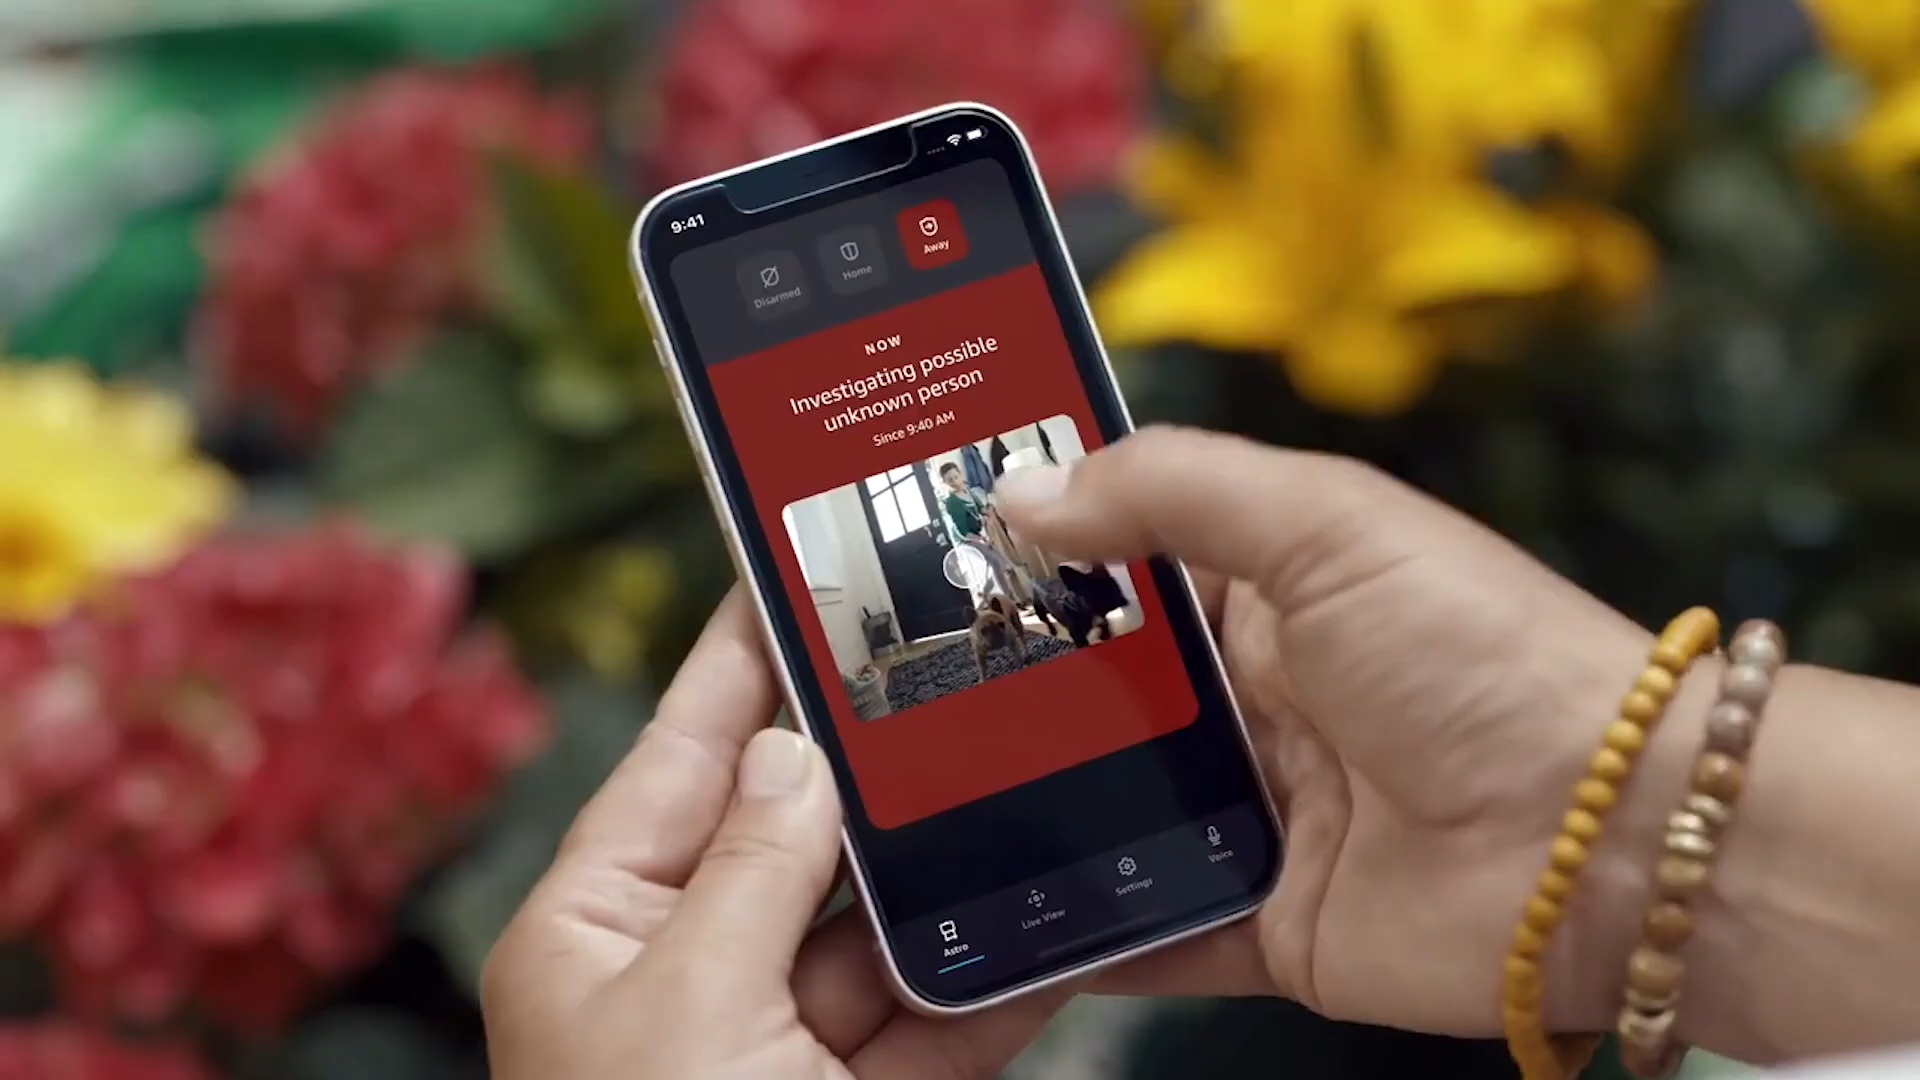 9:41
Disarmed
Home
Away
NOW
Investigating possible
unknown person
Since 9:40 AM
Astro
Live View
Settings
Voice